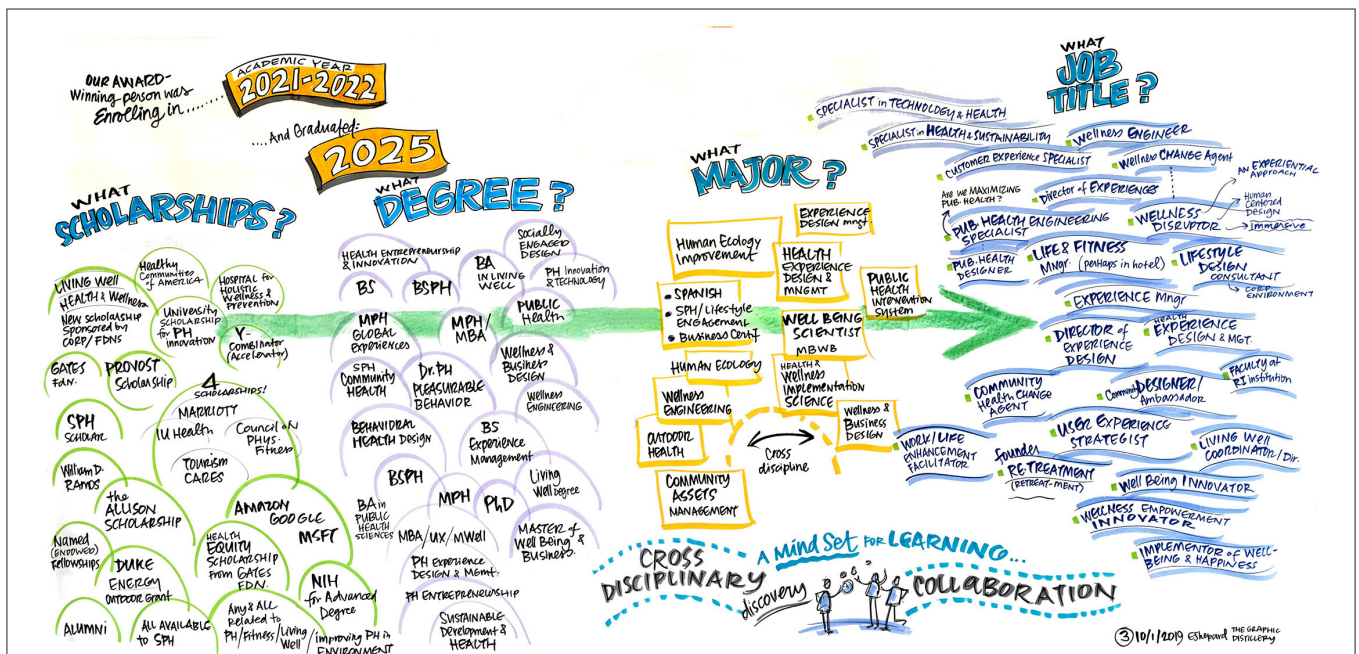 OUR AWARD-
Winning person was
Enrolling in........
ACADEMIC YEAR
2021-2022
....And Graduated:
2025
WHAT
SCHOLARSHIPS?
LIVING Well
HEALTH & Wellness
New scholarship
sponsored by
CORP/FDNS
Healthy
Communities
of AMERICA
HOSPITAL for
HOLISTIC
Wellness &
Prevention
University
SCHOLARSHIP
for PH
Innovation
Y-
Combinator
(Accelerator)
GATES
Fdn.
PROVOST
Scholarship
4
SCHOLARSHIPS!
MARRIOTT
IU Health
Council on
Phys.
Fitness
TOURISM
CARES
SPH
SCHOLAR
William D.
RAMOS
the
ALLISON
SCHOLARSHIP
AMAZON
GOOGLE
MSFT
Named
(ENDOWED)
Fellowships
DUKE
ENERGY
OUTDOOR Grant
HEALTH
EQUITY
SCHOLARSHIP
From GATES
FDN.
NIH
for Advanced
Degree
ALUMNI
ALL AVAILABLE
to SPH
Any & ALL
Related to
PH/Fitness/Living
Well/improving PH in
ENVIRONMENT
WHAT
DEGREE?
HEALTH ENTREPRENEURSHIP
& INNOVATION
BS
BSPH
BA
IN LIVING
WELL
SOCIALLY
ENGAGED
DESIGN
PH Innovation
& TECHNOLOGY
MPH
GLOBAL
Experiences
MPH/
MBA
PUBLIC
Health
SPH
COMMUNITY
HEALTH
Dr.PH
PLEASURABLE
BEHAVIOR
Wellness &
Business
DESIGN
Wellness
ENGINEERING
BEHAVIORAL
HEALTH Design
BS
Experience
Management
BSPH
MPH
PhD
Living
Well Degree
BA in
PUBLIC
HEALTH
SCIENCES
MBA/UX/MWell
MASTER of
Well Being &
Business.
PH Experience
DESIGN & Mgmt.
PH ENTREPRENEURSHIP
SUSTAINABLE
Development &
HEALTH
WHAT
MAJOR?
EXPERIENCE
DESIGN mngt.
Human Ecology
Improvement
HEALTH
EXPERIENCE
DESIGN &
MNGMT
PUBLIC
HEALTH
Intervention
System
SPANISH
SPH/Lifestyle
ENGAGEMENT
Business Cert.
WELL BEING
SCIENTIST
MBWB
HUMAN ECOLOGY
HEALTH &
Wellness
Implementation
SCIENCE
Wellness
ENGINEERING
Wellness &
Business
DESIGN
OUTDOOR
HEALTH
Cross
discipline
COMMUNITY
ASSETS
MANAGEMENT
WHAT
JOB
TITLE?
SPECIALIST in TECHNOLOGY & HEALTH
SPECIALIST in HEALTH & SUSTAINABILITY
Wellness ENGINEER
CUSTOMER EXPERIENCE SPECIALIST
Wellness CHANGE Agent
AN EXPERIENTIAL
APPROACH
Are we MAXIMIZING
PUB. HEALTH?
Director of EXPERIENCES
Human
Centered
Design
PUB. HEALTH ENGINEERING
SPECIALIST
WELLNESS
DISRUPTOR
Immersive
PUB. HEALTH
DESIGNER
LIFE & FITNESS
Mngr. (perhaps in hotel)
LIFESTYLE
DESIGN
CONSULTANT
CORP
ENVIRONMENT
EXPERIENCE Mngr
DIRECTOR of
EXPERIENCE
DESIGN
HEALTH
EXPERIENCE
DESIGN & MGT.
COMMUNITY
Health CHANGE
AGENT
Community DESIGNER/
Ambassador
FACULTY at
R1 institution
WORK/LIFE
ENHANCEMENT
FACILITATOR
USER EXPERIENCE
STRATEGIST
Founder
RE-TREATMENT
(RETREAT-MENT)
LIVING Well
COORDINATOR/Dir.
Well Being INNOVATOR
WELLNESS EMPOWERMENT
INNOVATOR
IMPLEMENTOR of WELL-
BEING & HAPPINESS
A Mind Set FOR LEARNING...
CROSS
DISCIPLINARY
discovery
COLLABORATION
3 10/1/2019 EShepard THE GRAPHIC
DISTILLERY